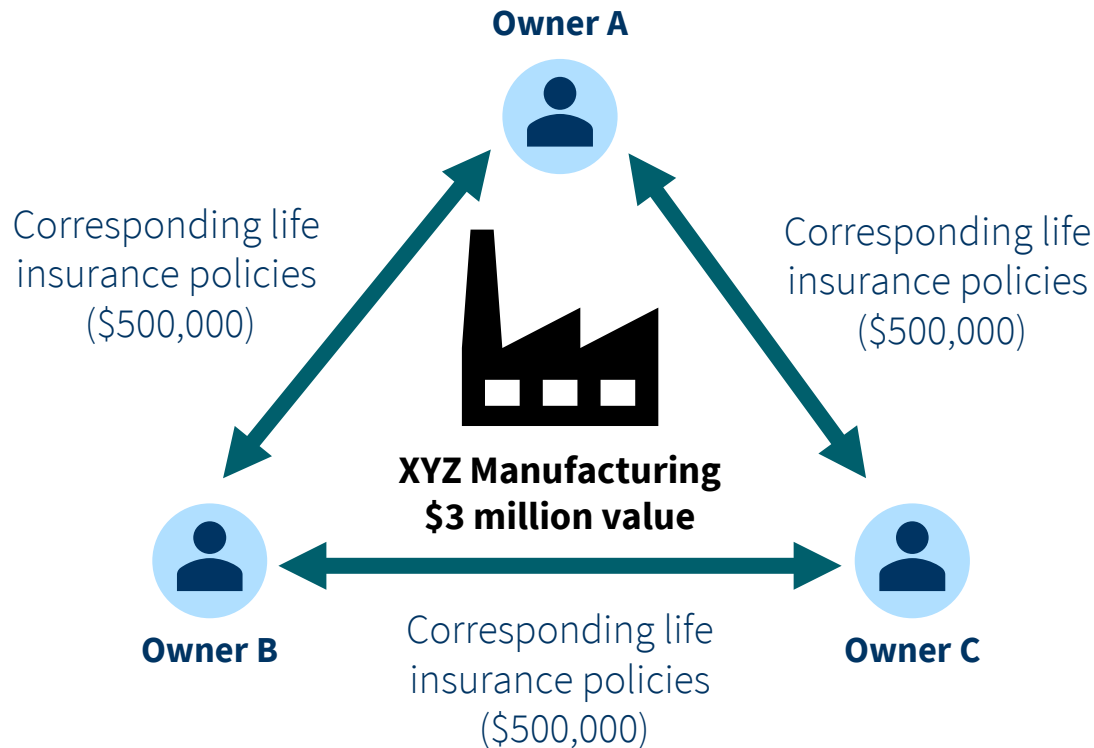 Owner A
Corresponding life
insurance policies
($500,000)
Corresponding life
insurance policies
($500,000)
XYZ Manufacturing
$3 million value
Owner B
Owner C
Corresponding life
insurance policies
($500,000)